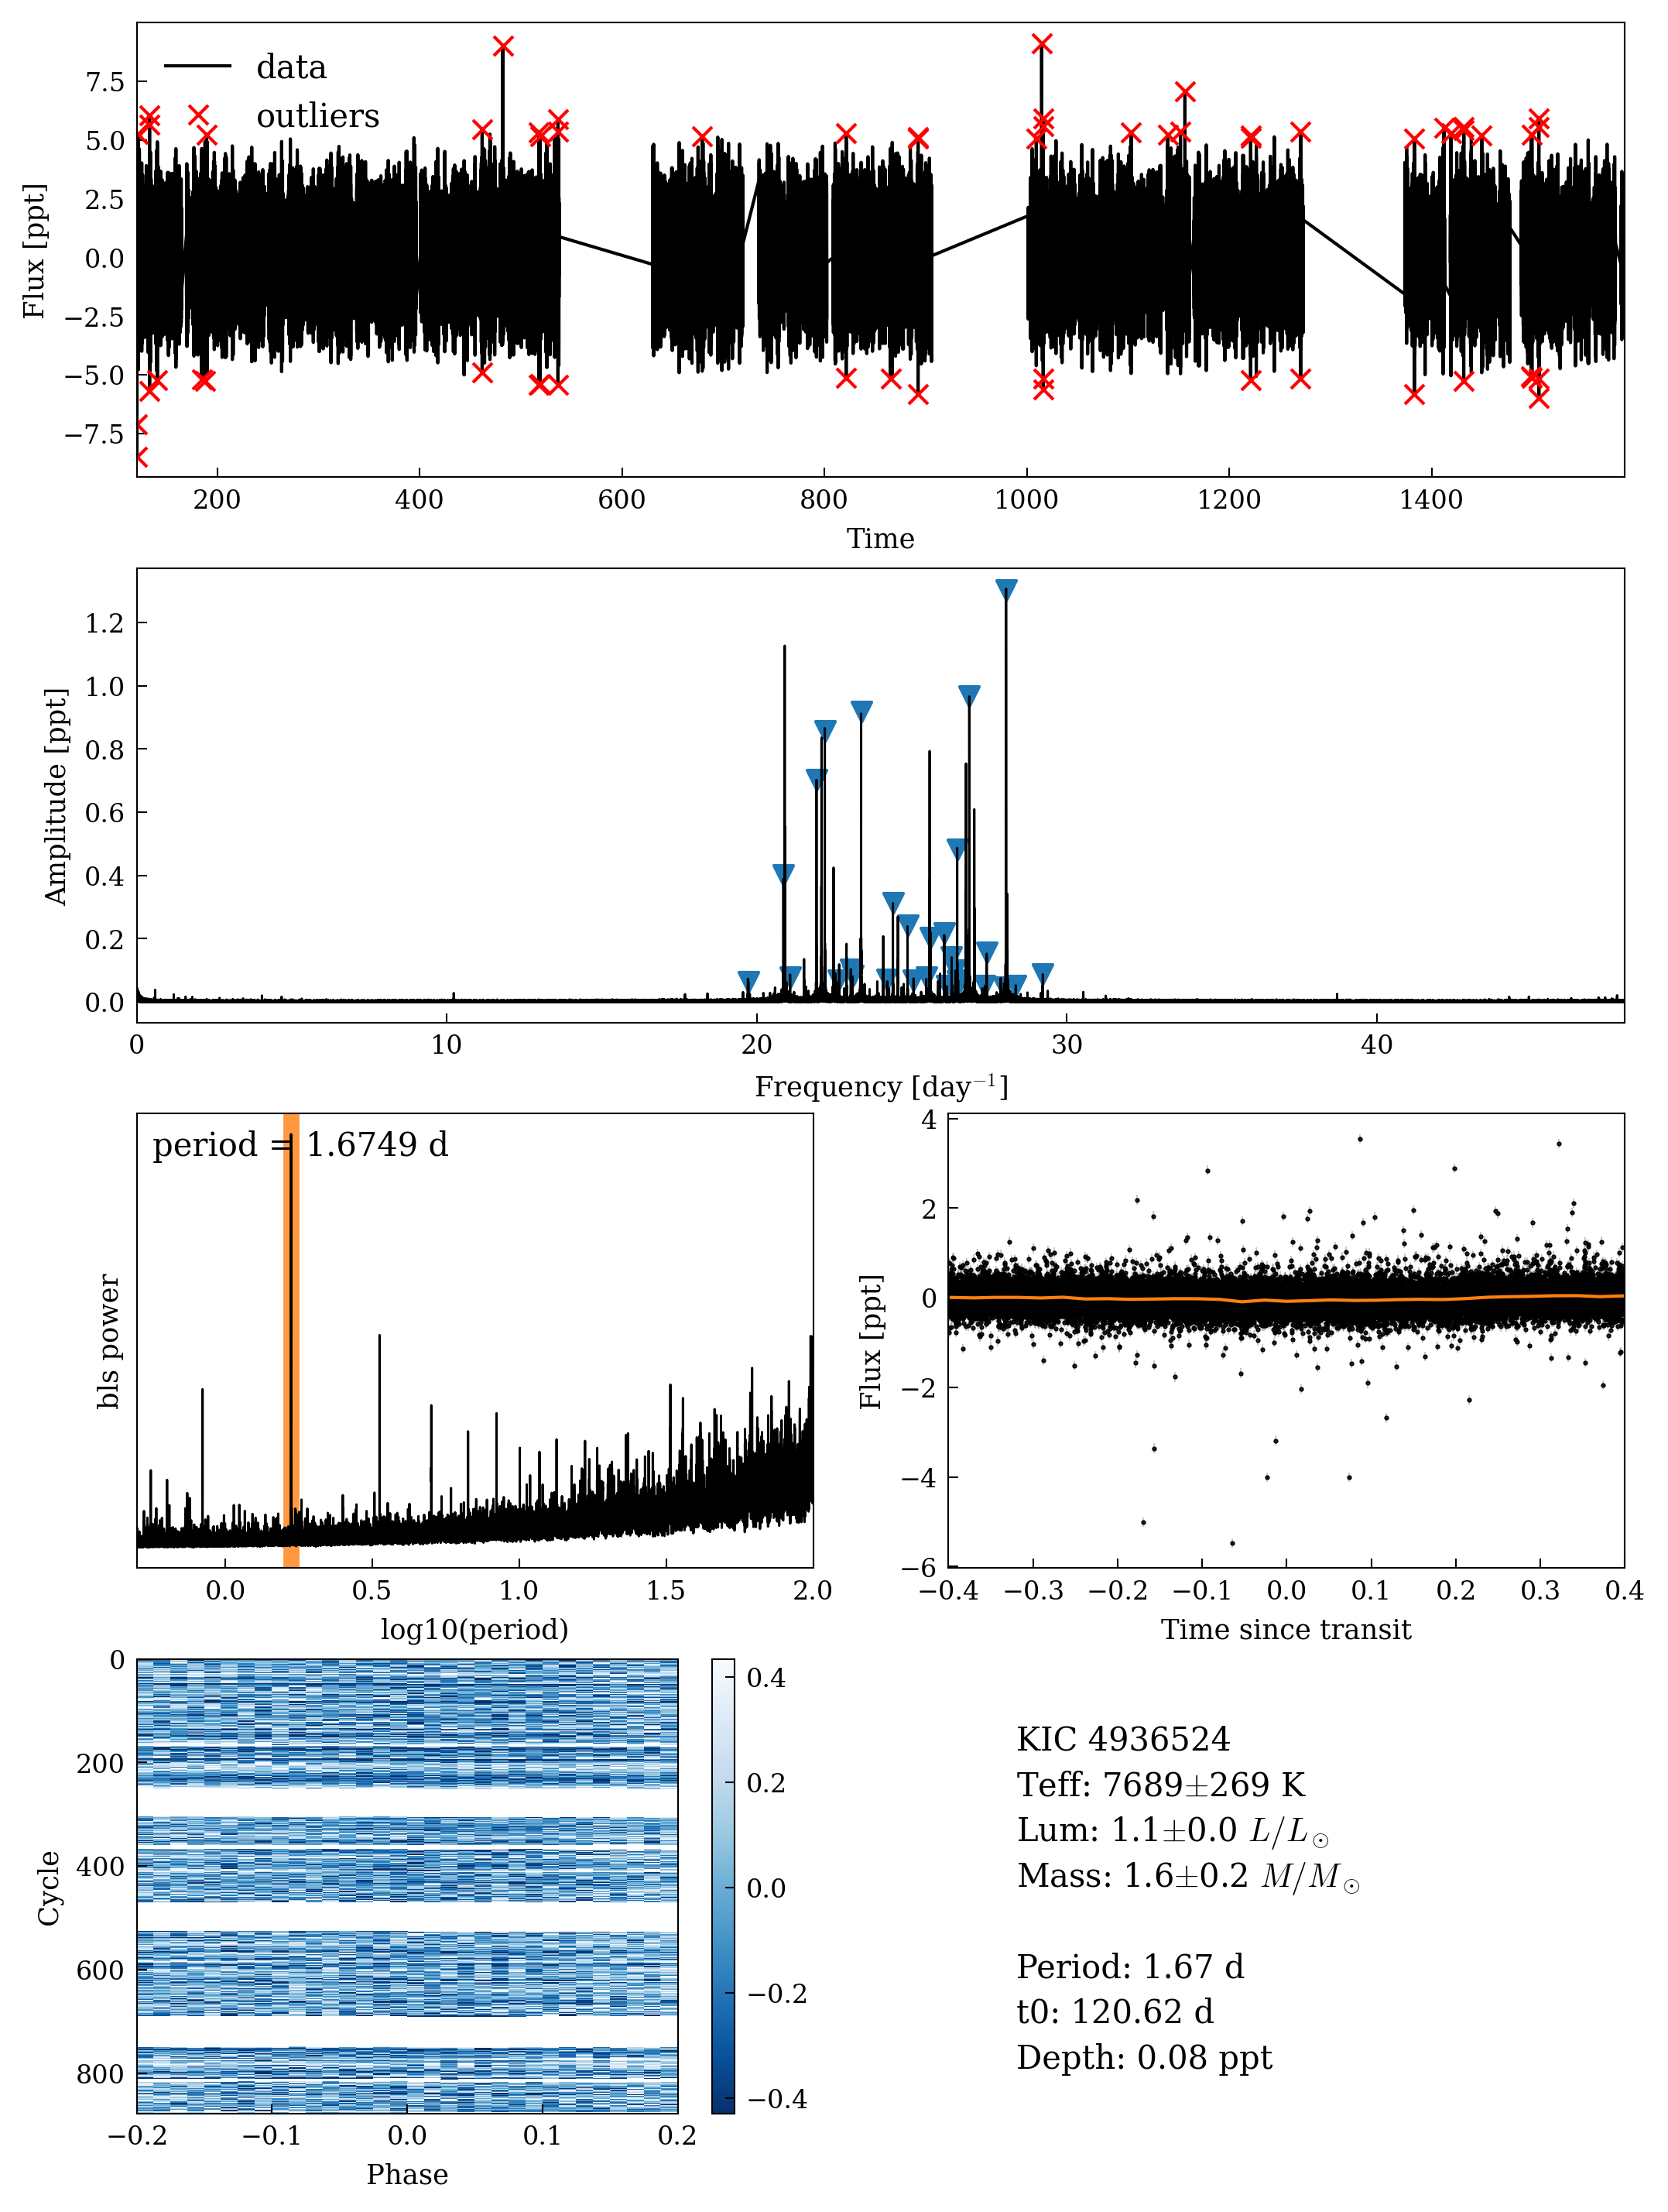 data
outliers
7.5
5.0
2.5
0.0
−2.5
−5.0
−7.5
Flux [ppt]
200 400 600 800 1000 1200 1400
Time
1.2
1.0
0.8
0.6
0.4
0.2
0.0
Amplitude [ppt]
0 10 20 30 40
Frequency [day⁻¹]
period = 1.6749 d
bls power
0.0 0.5 1.0 1.5 2.0
log10(period)
4
2
0
−2
−4
−6
Flux [ppt]
−0.4 −0.3 −0.2 −0.1 0.0 0.1 0.2 0.3 0.4
Time since transit
0
200
400
600
800
Cycle
−0.2 −0.1 0.0 0.1 0.2
Phase
0.4
0.2
0.0
−0.2
−0.4
KIC 4936524
Teff: 7689±269 K
Lum: 1.1±0.0 L/L⊙
Mass: 1.6±0.2 M/M⊙
Period: 1.67 d
t0: 120.62 d
Depth: 0.08 ppt